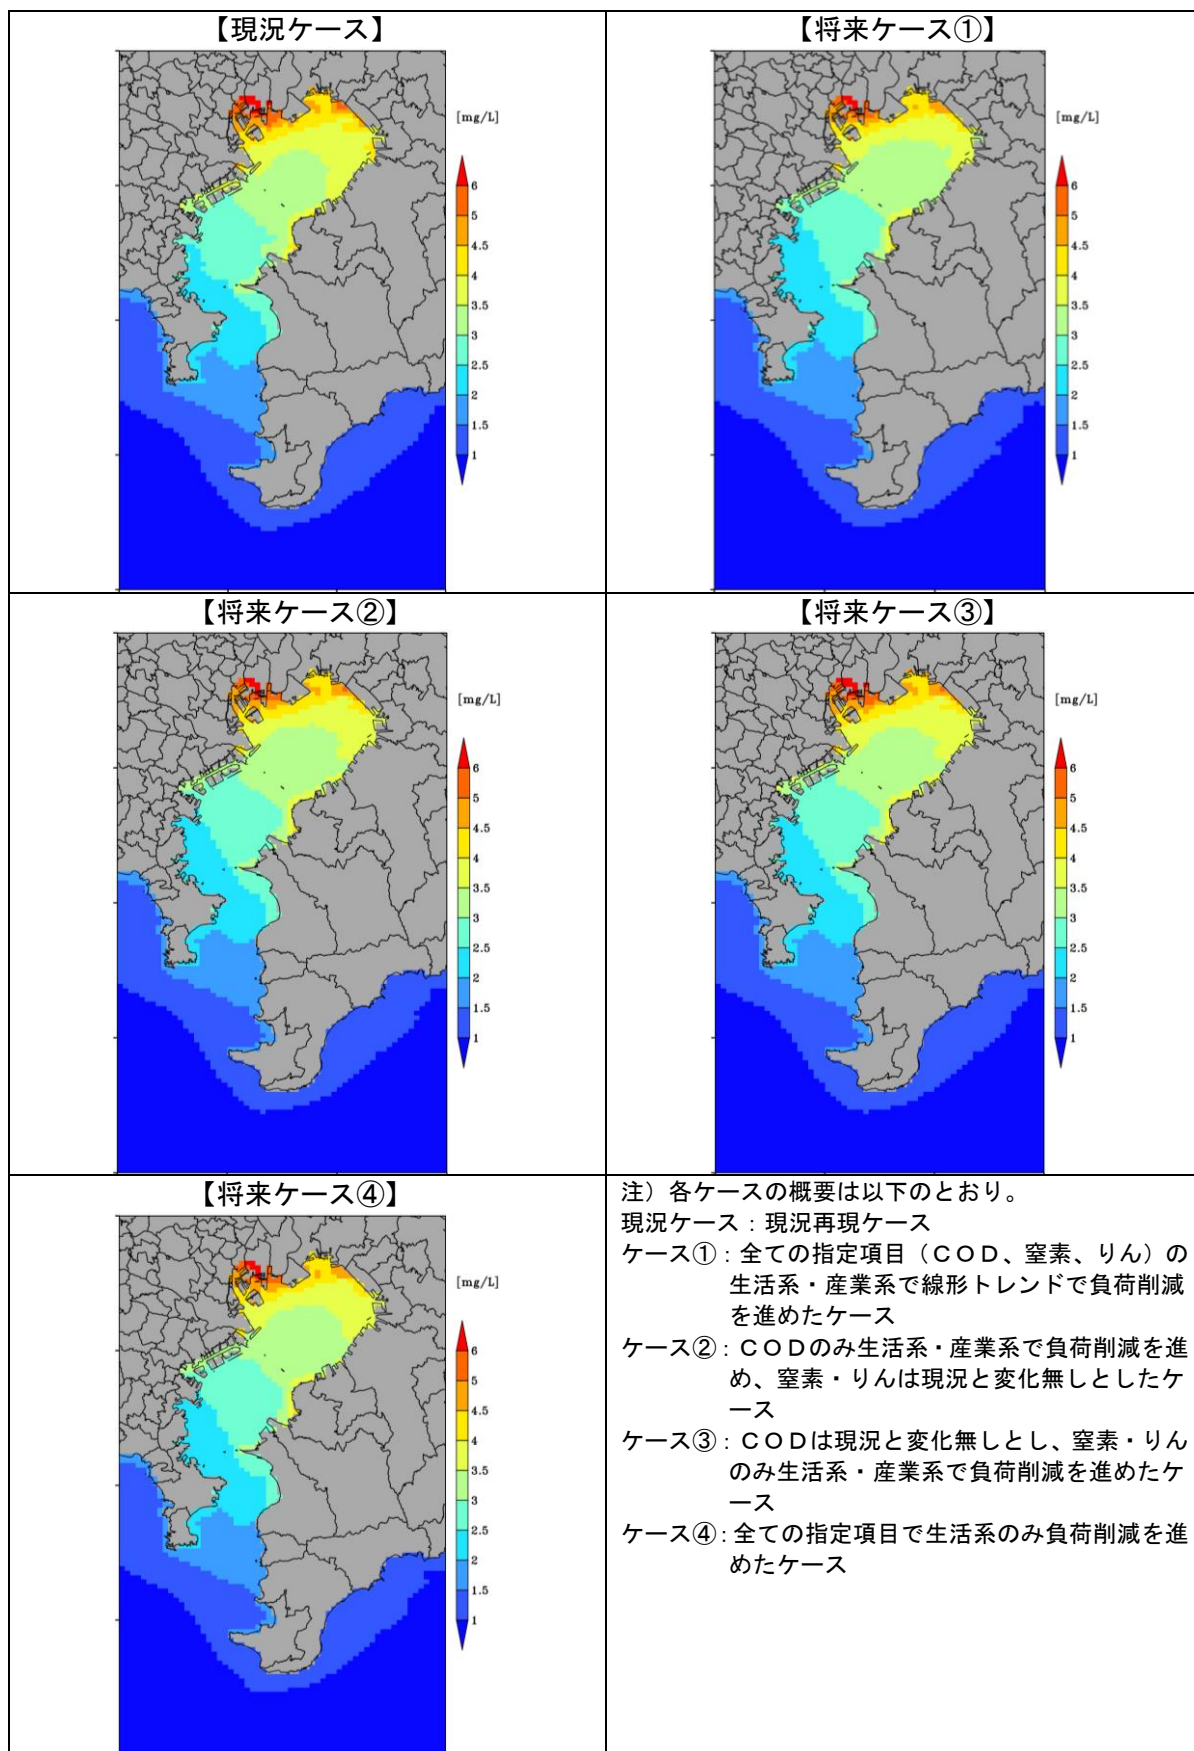 【現況ケース】
[mg/L]
6
5
4.5
4
3.5
3
2.5
2
1.5
1
【将来ケース①】
[mg/L]
6
5
4.5
4
3.5
3
2.5
2
1.5
1
【将来ケース②】
[mg/L]
6
5
4.5
4
3.5
3
2.5
2
1.5
1
【将来ケース③】
[mg/L]
6
5
4.5
4
3.5
3
2.5
2
1.5
1
【将来ケース④】
[mg/L]
6
5
4.5
4
3.5
3
2.5
2
1.5
1
注）各ケースの概要は以下のとおり。
現況ケース：現況再現ケース
ケース①：全ての指定項目（ＣＯＤ、窒素、りん）の
生活系・産業系で線形トレンドで負荷削減
を進めたケース
ケース②：ＣＯＤのみ生活系・産業系で負荷削減を進
め、窒素・りんは現況と変化無しとしたケ
ース
ケース③：ＣＯＤは現況と変化無しとし、窒素・りん
のみ生活系・産業系で負荷削減を進めたケ
ース
ケース④：全ての指定項目で生活系のみ負荷削減を進
めたケース